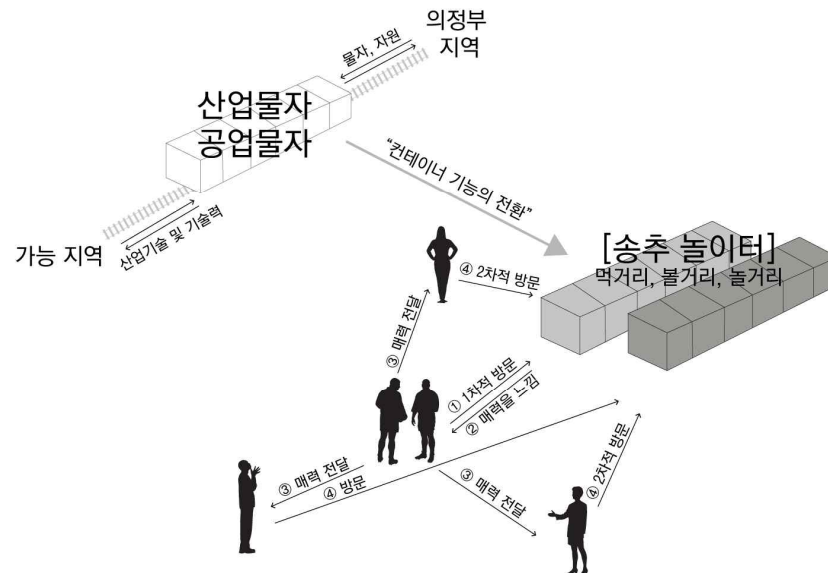 의정부
지역
물자, 자원
산업물자
공업물자
"컨테이너 기능의 전환"
가능 지역
산업기술 및 기술력
[송추 놀이터]
먹거리, 볼거리, 놀거리
④ 2차적 방문
③ 매력 전달
① 1차적 방문
② 매력을 느낌
③ 매력 전달
④ 방문
③ 매력 전달
④ 2차적 방문